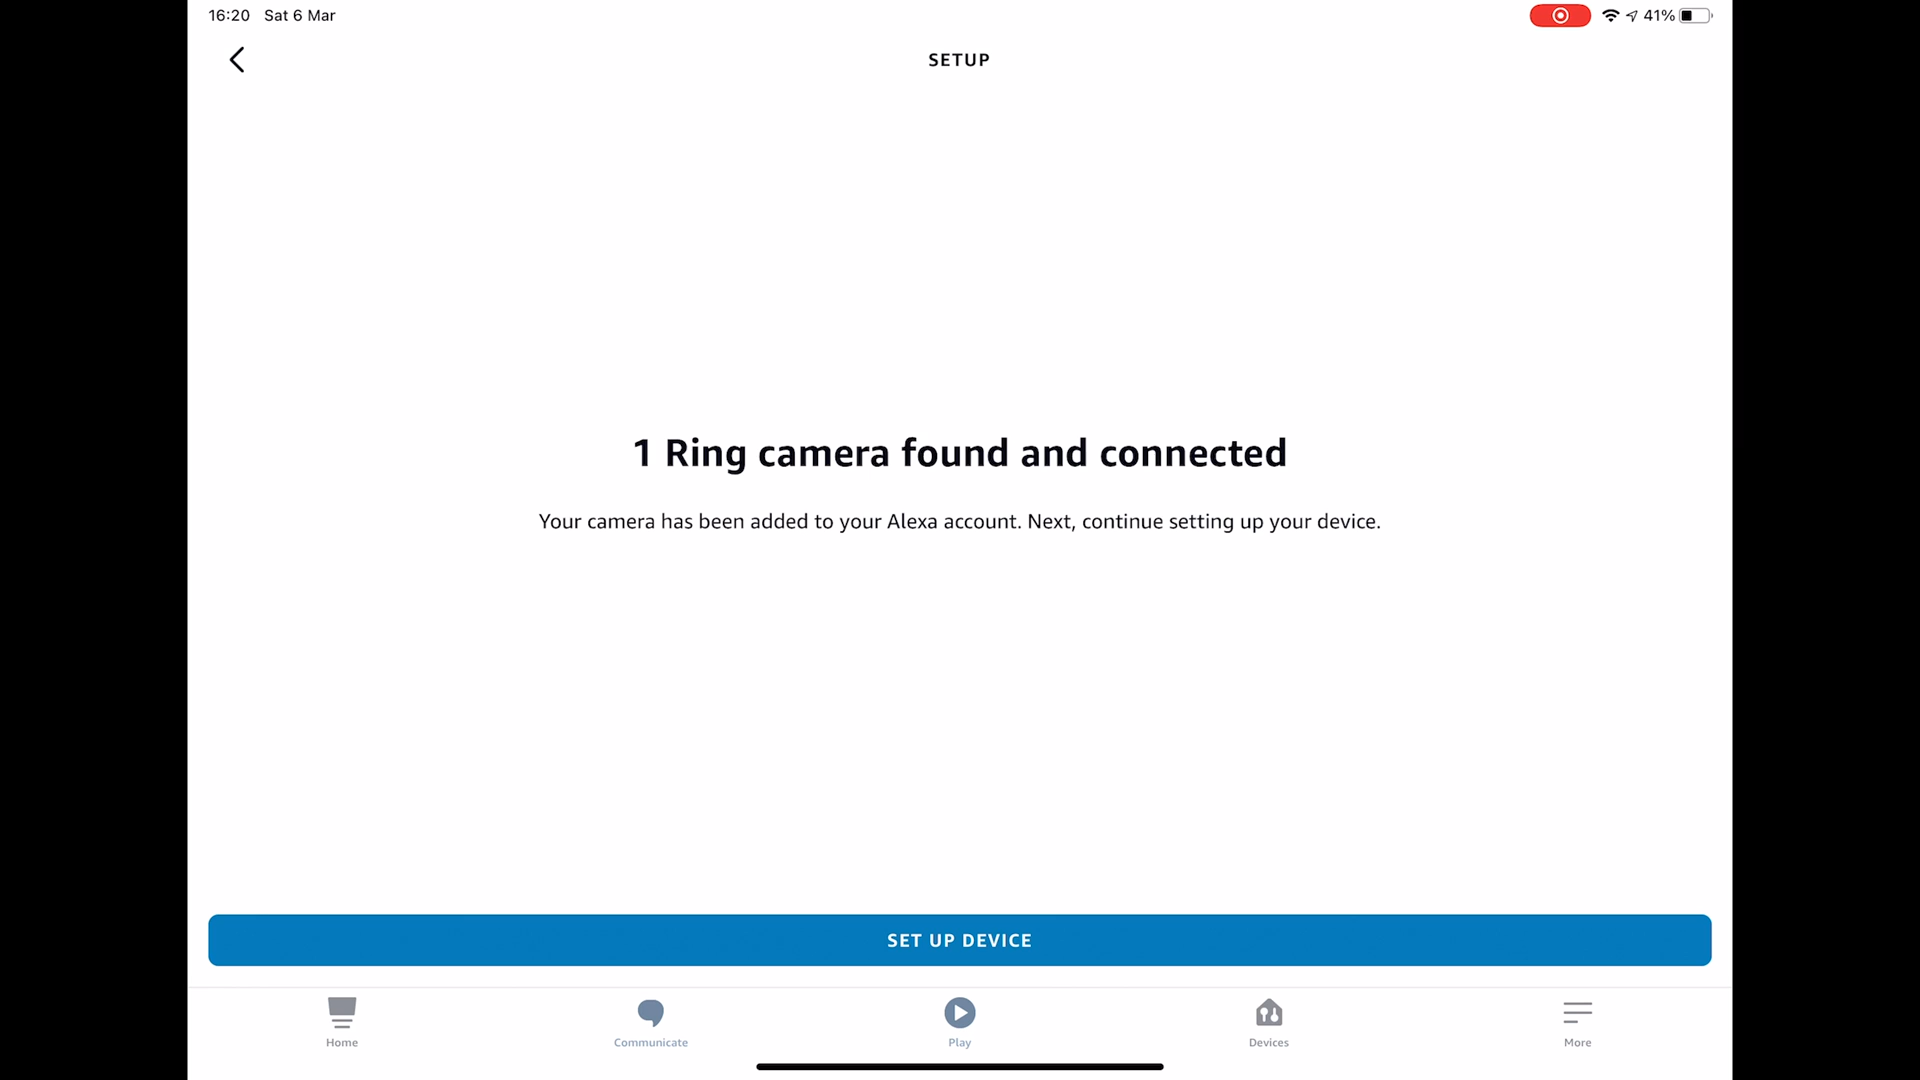 16:20 Sat 6 Mar
41%
SETUP
1 Ring camera found and connected
Your camera has been added to your Alexa account. Next, continue setting up your device.
SET UP DEVICE
Home
Communicate
Play
Devices
More